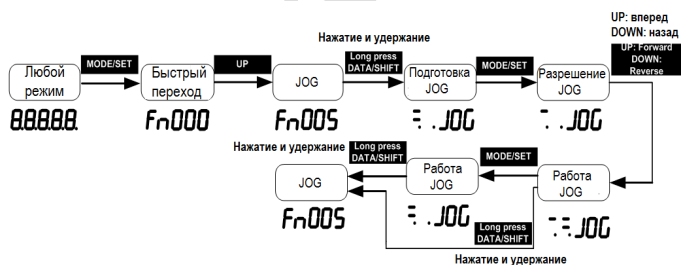 UP: вперед
DOWN: назад
Нажатие и удержание
MODE/SET
UP
Long press
DATA/SHIFT
MODE/SET
UP: Forward
DOWN:
Reverse
Любой
режим
Быстрый
переход
JOG
Подготовка
JOG
Разрешение
JOG
8.8.8.8.8.
Fn000
Fn005
. .JOG
. .JOG
Нажатие и удержание
Long press
DATA/SHIFT
MODE/SET
JOG
Работа
JOG
Работа
JOG
Fn005
. .JOG
. .JOG
Long press
DATA/SHIFT
Нажатие и удержание